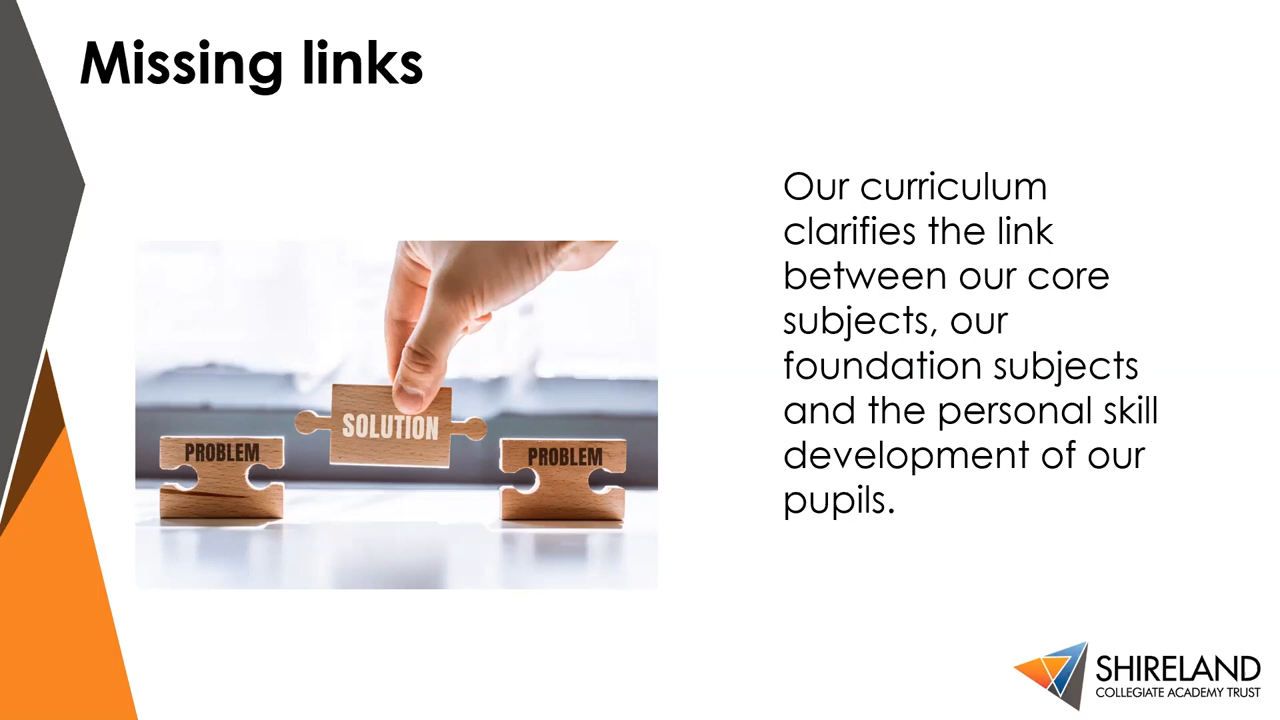 Missing links
Our curriculum
clarifies the link
between our core
subjects, our
foundation subjects
and the personal skill
development of our
pupils.
SOLUTION
PROBLEM
PROBLEM
SHIRELAND
COLLEGIATE ACADEMY TRUST